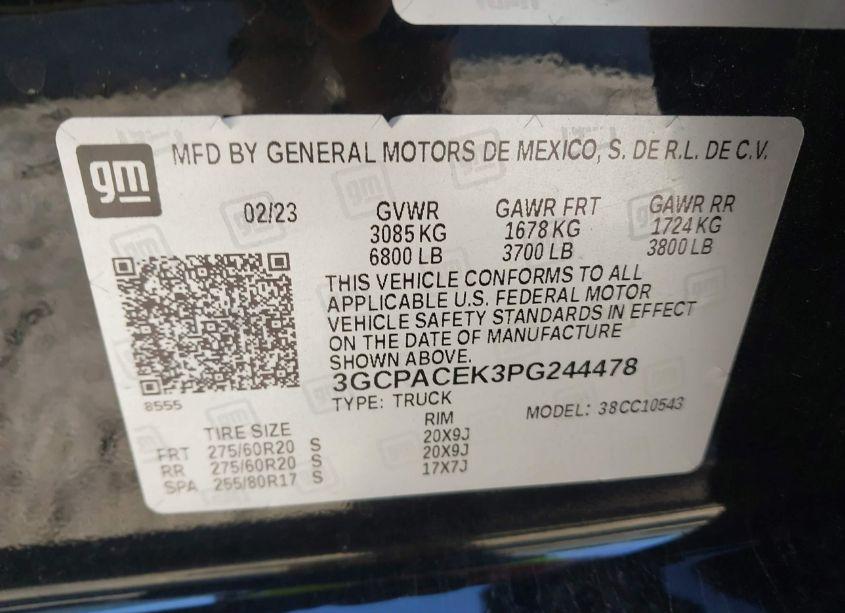 gm
MFD BY GENERAL MOTORS DE MEXICO, S. DE R.L. DE C.V.
02/23 GVWR GAWR FRT GAWR RR
3085 KG 1678 KG 1724 KG
6800 LB 3700 LB 3800 LB
THIS VEHICLE CONFORMS TO ALL
APPLICABLE U.S. FEDERAL MOTOR
VEHICLE SAFETY STANDARDS IN EFFECT
ON THE DATE OF MANUFACTURE
SHOWN ABOVE.
3GCPACEK3PG244478
8555
TYPE: TRUCK MODEL: 38CC10543
TIRE SIZE RIM
FRT 275/60R20 S 20X9J
RR 275/60R20 S 20X9J
SPA 255/80R17 S 17X7J